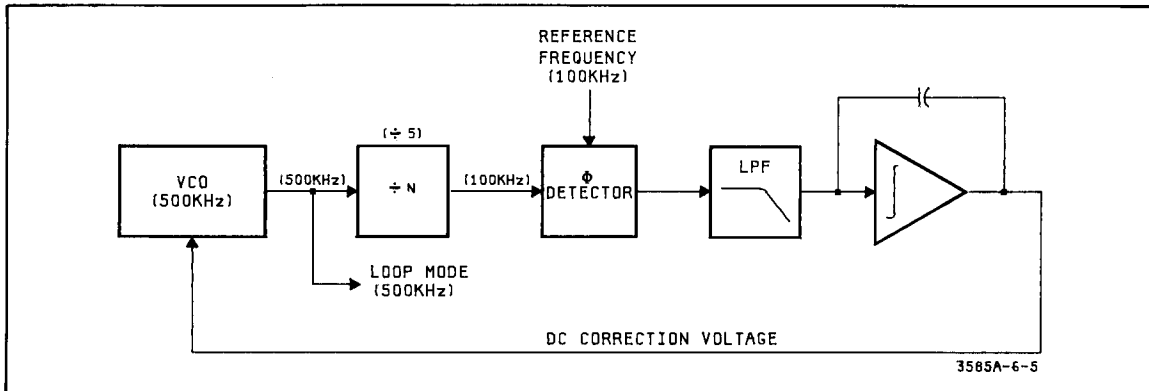 REFERENCE
FREQUENCY
(100KHz)
(÷ 5)
VCO
(500KHz)
(500KHz)
÷ N
(100KHz)
Φ
DETECTOR
LPF
∫
LOOP MODE
(500KHz)
DC CORRECTION VOLTAGE
3585A-6-5